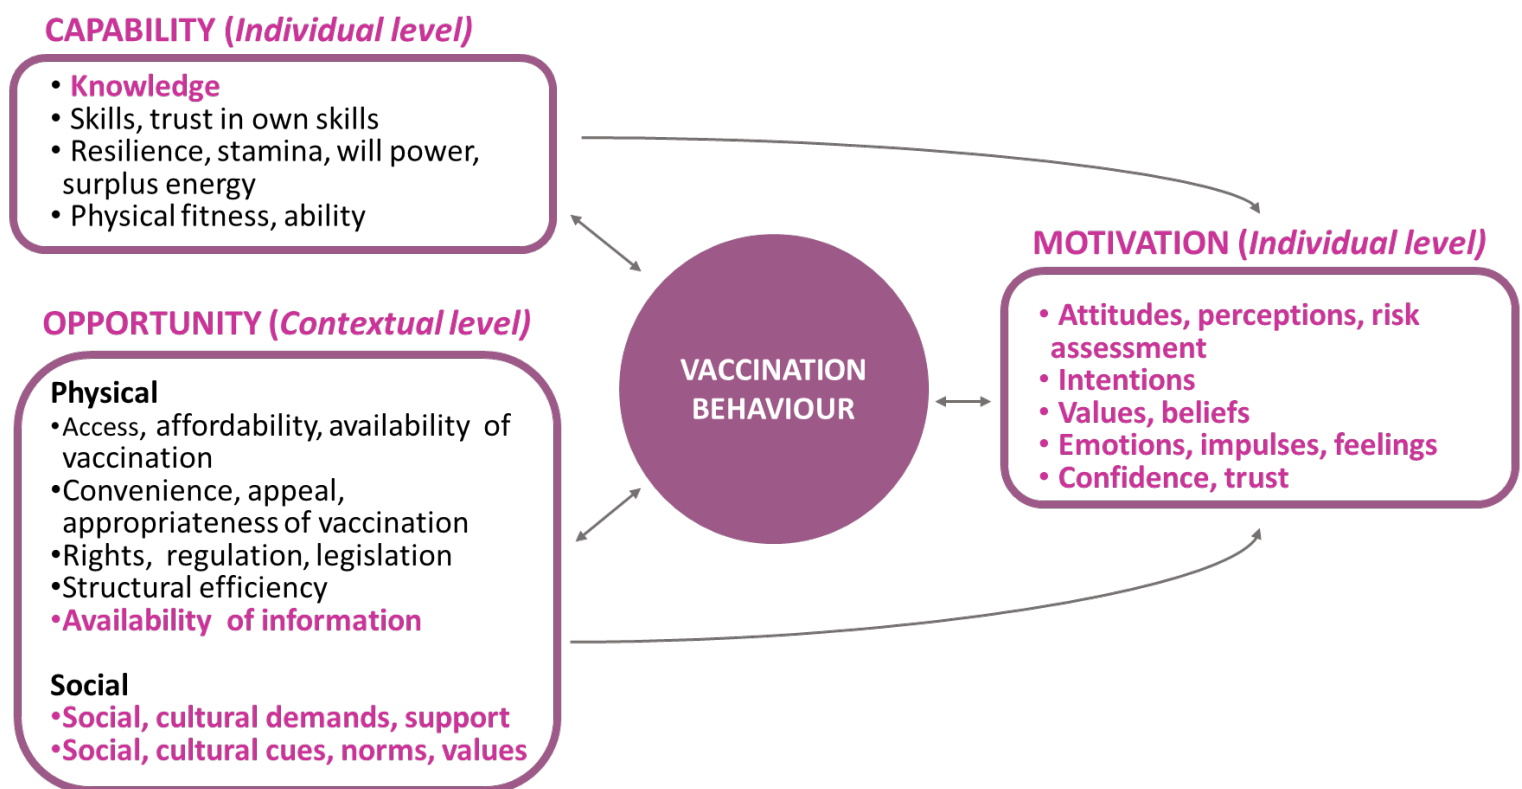 CAPABILITY (Individual level)
• Knowledge
• Skills, trust in own skills
• Resilience, stamina, will power,
surplus energy
• Physical fitness, ability
OPPORTUNITY (Contextual level)
Physical
•Access, affordability, availability of
vaccination
•Convenience, appeal,
appropriateness of vaccination
•Rights, regulation, legislation
•Structural efficiency
•Availability of information
Social
•Social, cultural demands, support
•Social, cultural cues, norms, values
VACCINATION
BEHAVIOUR
MOTIVATION (Individual level)
• Attitudes, perceptions, risk
assessment
• Intentions
• Values, beliefs
• Emotions, impulses, feelings
• Confidence, trust